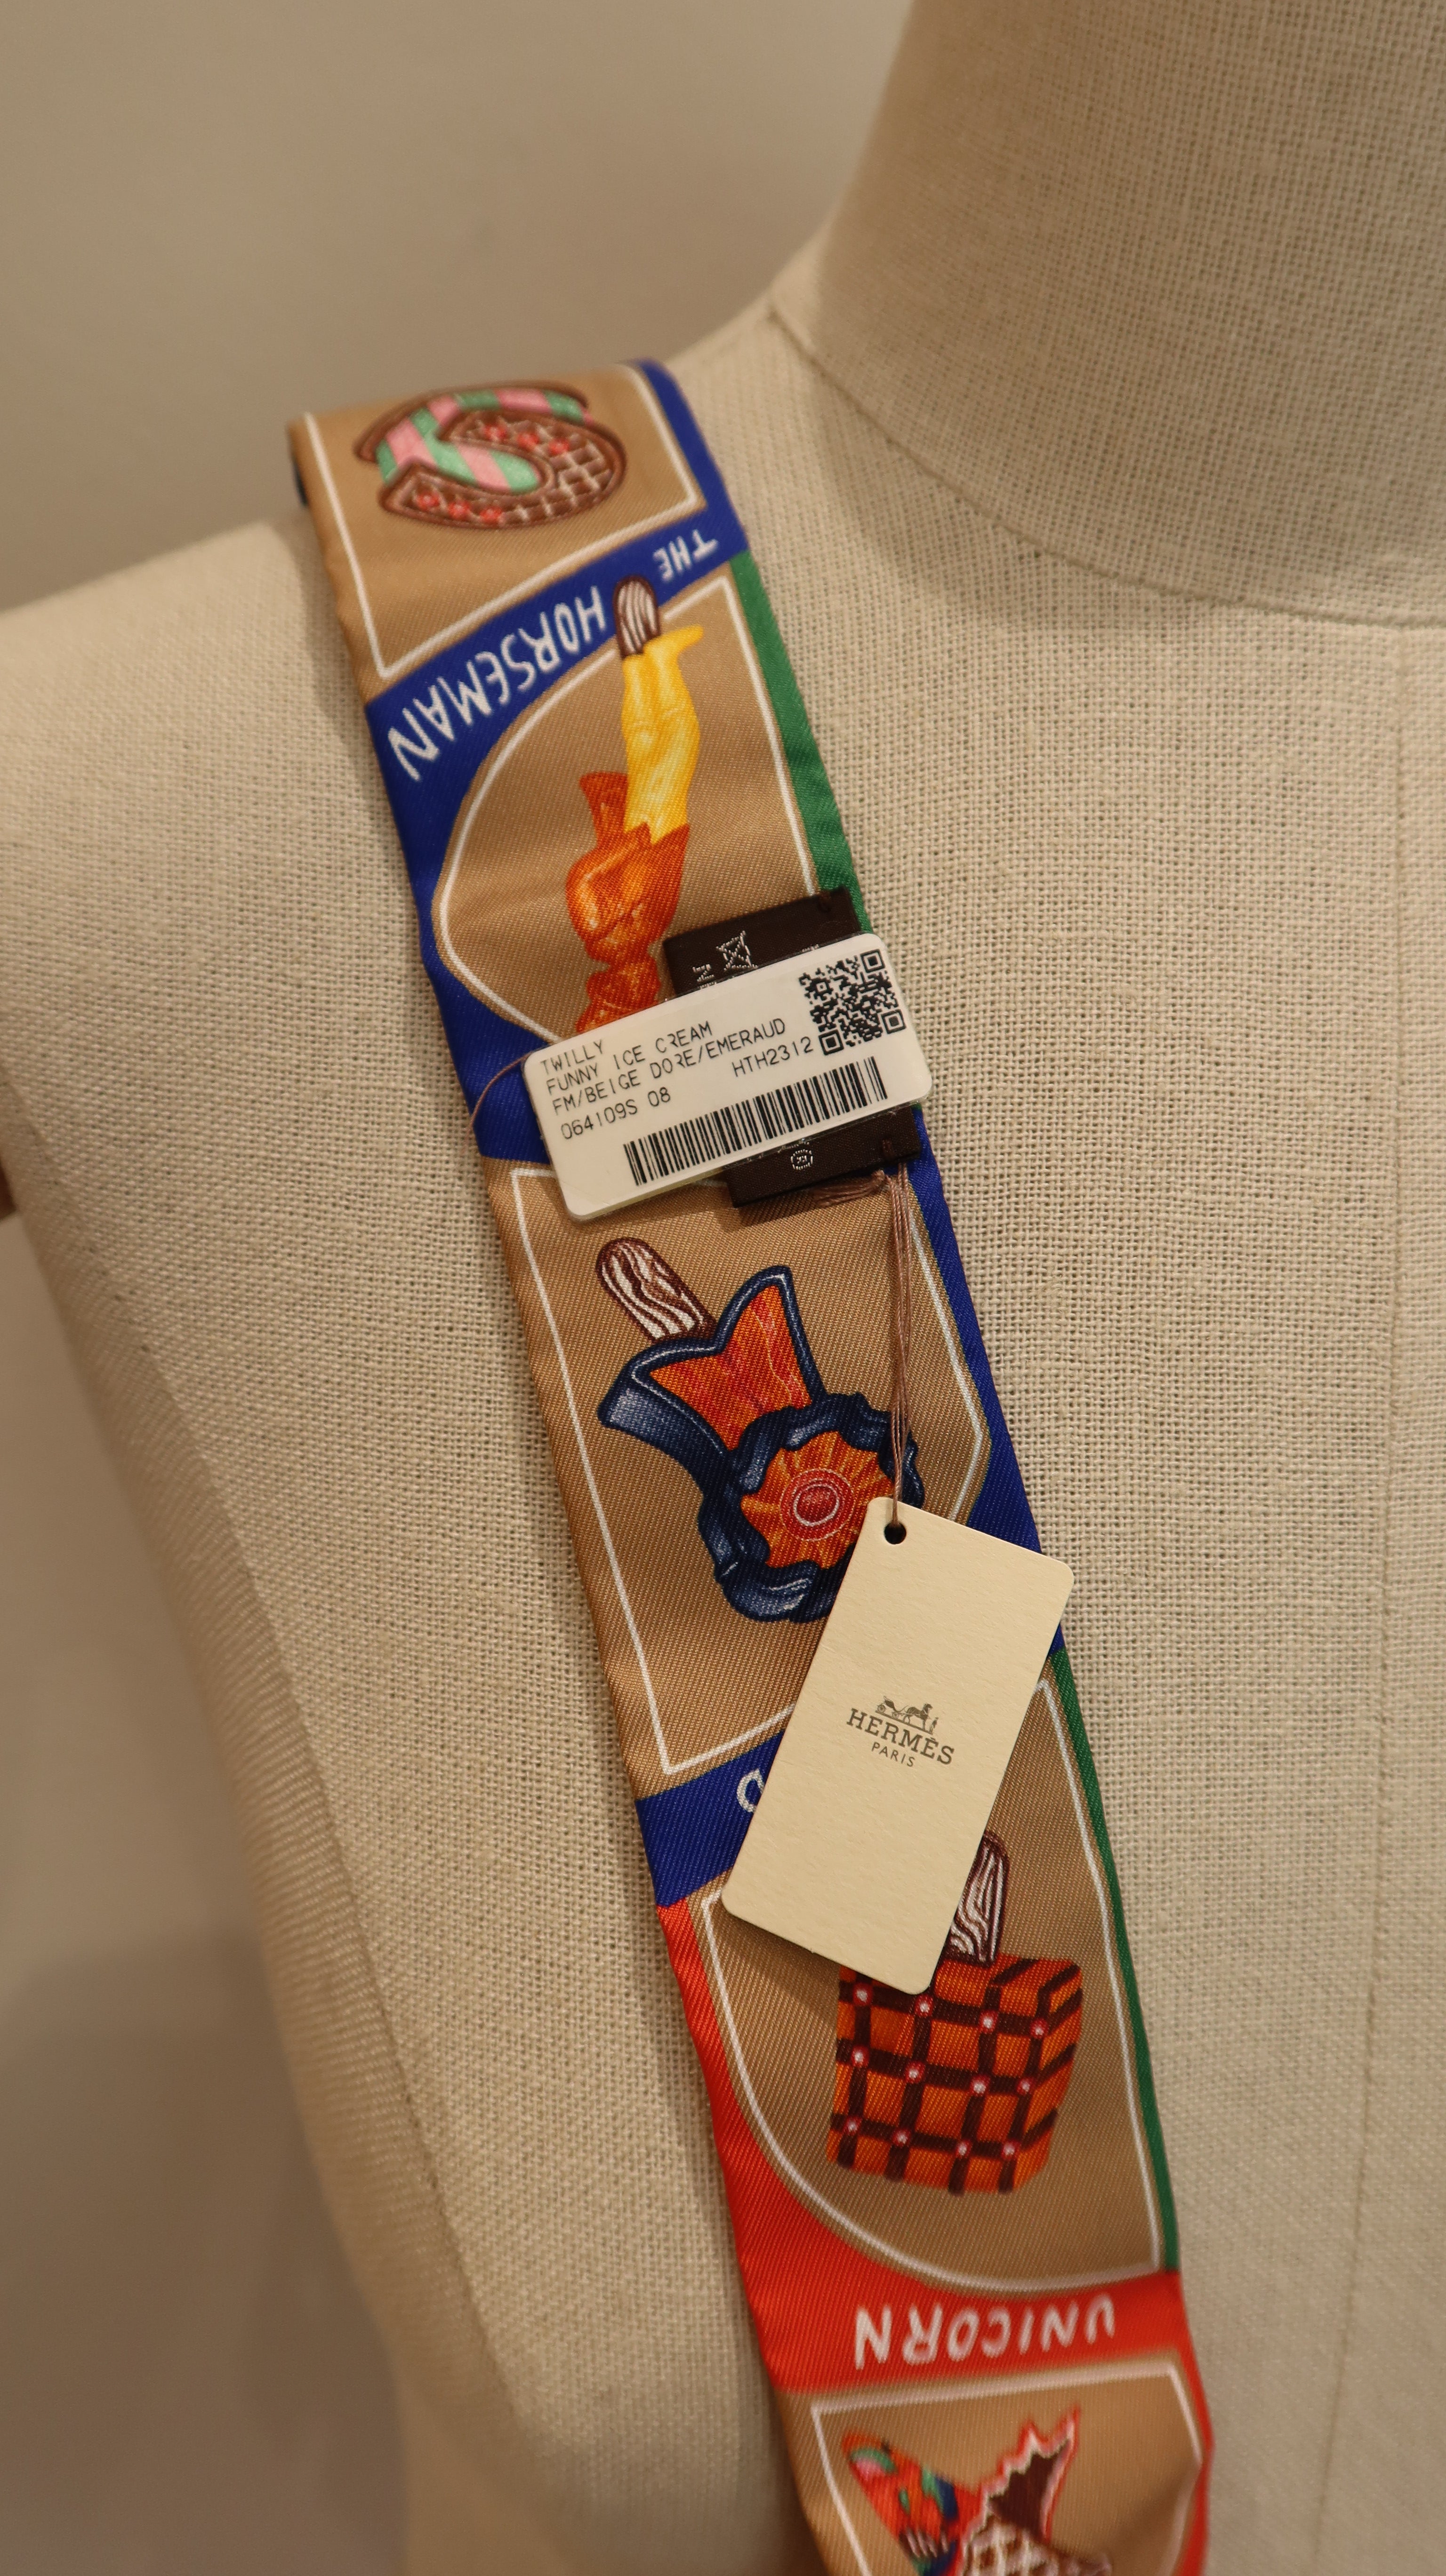 THE HORSEMAN
TWILLY
FUNNY ICE CREAM
FM/BEIGE DORE/EMERAUD
HTH2312
064109S 08
HERMÈS
PARIS
UNICORN